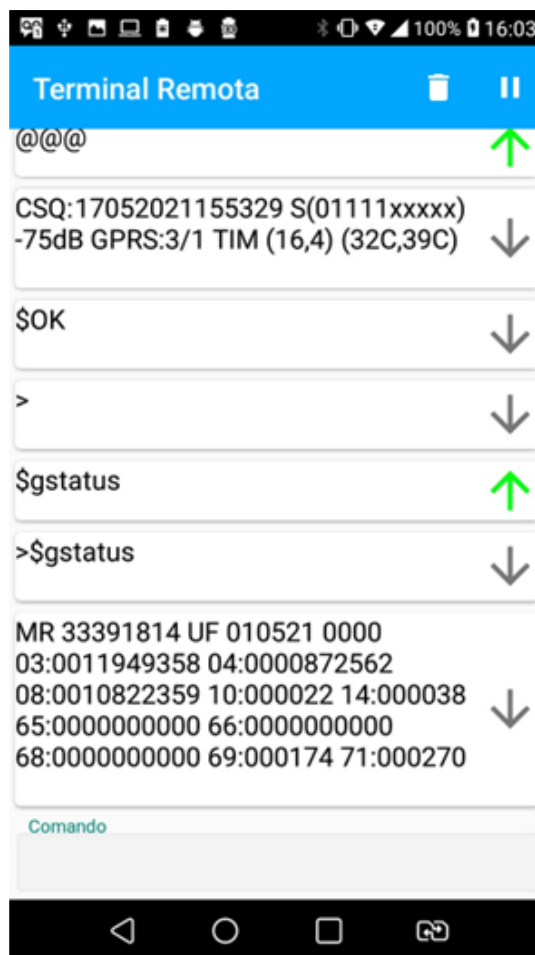 100% 16:03
Terminal Remota
@@@
CSQ:17052021155329 S(01111xxxxx)
-75dB GPRS:3/1 TIM (16,4) (32C,39C)
$OK
>
$gstatus
>$gstatus
MR 33391814 UF 010521 0000
03:0011949358 04:0000872562
08:0010822359 10:000022 14:000038
65:0000000000 66:0000000000
68:0000000000 69:000174 71:000270
Comando